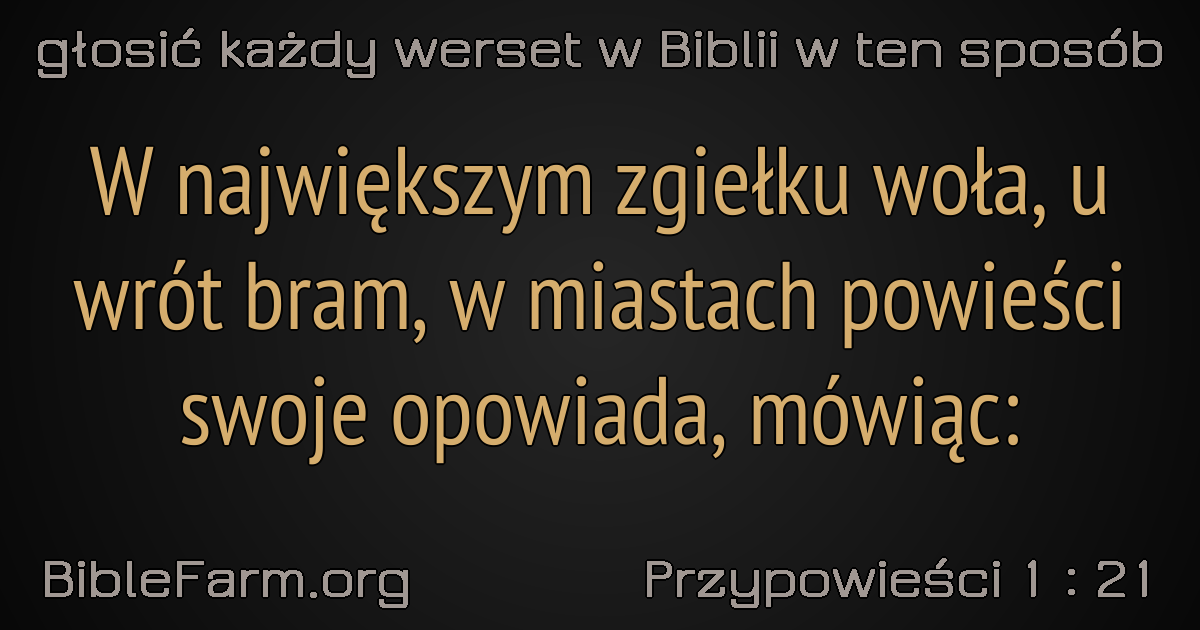 głosić każdy werset w Biblii w ten sposób
W największym zgiełku woła, u
wrót bram, w miastach powieści
swoje opowiada, mówiąc:
BibleFarm.org
Przypowieści 1 : 21